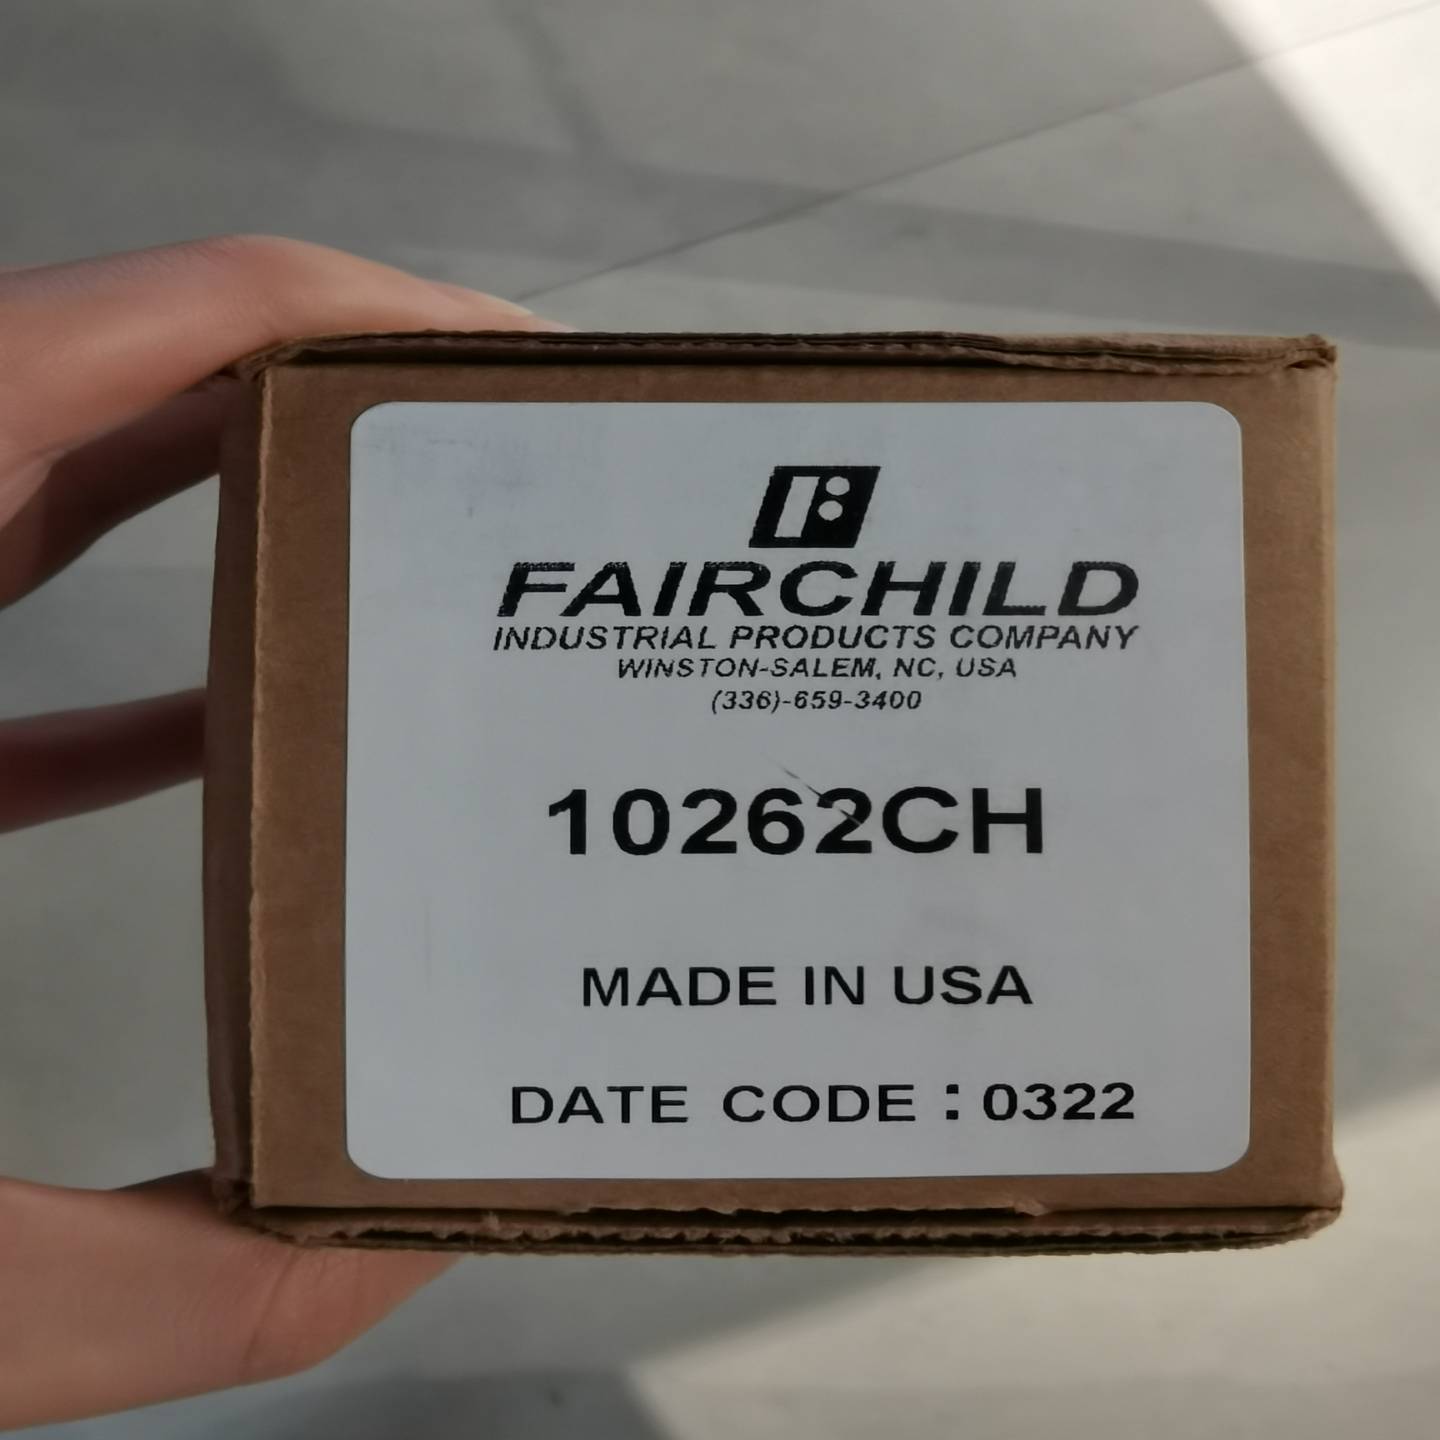 FAIRCHILD
INDUSTRIAL PRODUCTS COMPANY
WINSTON-SALEM, NC, USA
(336)-659-3400
10262CH
MADE IN USA
DATE CODE : 0322